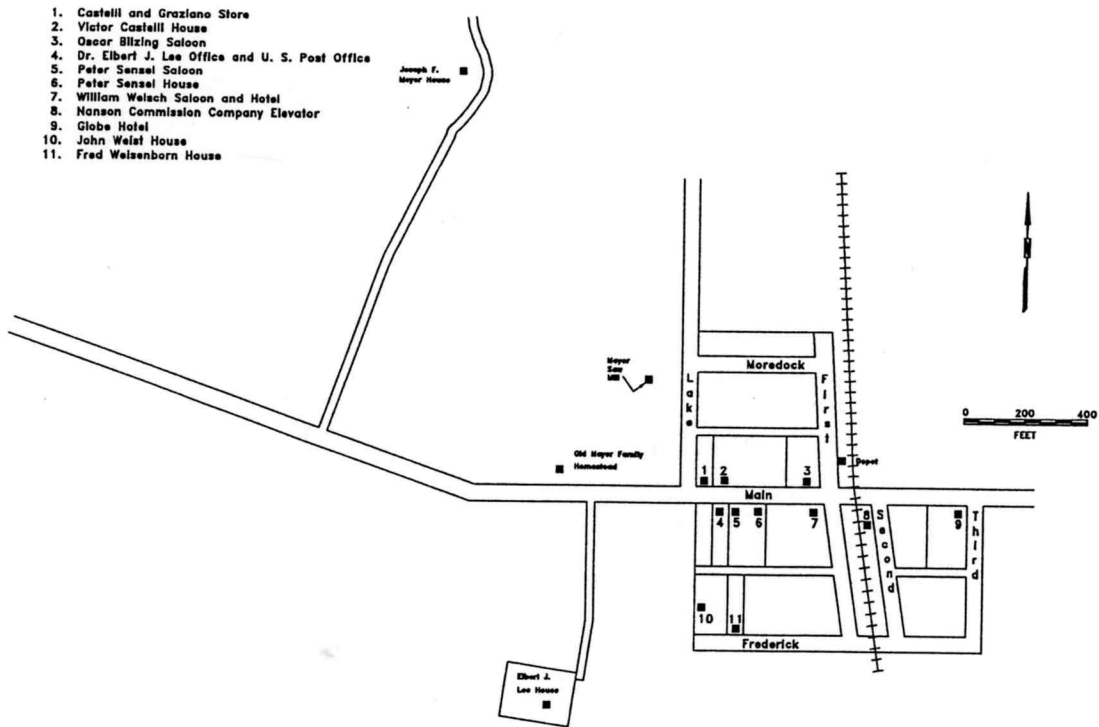 1. Castelli and Graziano Store
2. Victor Castelli House
3. Oscar Blizing Saloon
4. Dr. Elbert J. Lee Office and U. S. Post Office
5. Peter Sensel Saloon
6. Peter Sensel House
7. William Welsch Saloon and Hotel
8. Nanson Commission Company Elevator
9. Globe Hotel
10. John Weist House
11. Fred Weisenborn House
Joseph F.
Meyer House
N
Moredock
Meyer
Saw
Mill
Lake
First
0 200 400
FEET
Old Meyer Family
Homestead
Depot
1 2 3
Main
4 5 6 7 8 9
Second
Third
10 11
Frederick
Elbert J.
Lee House